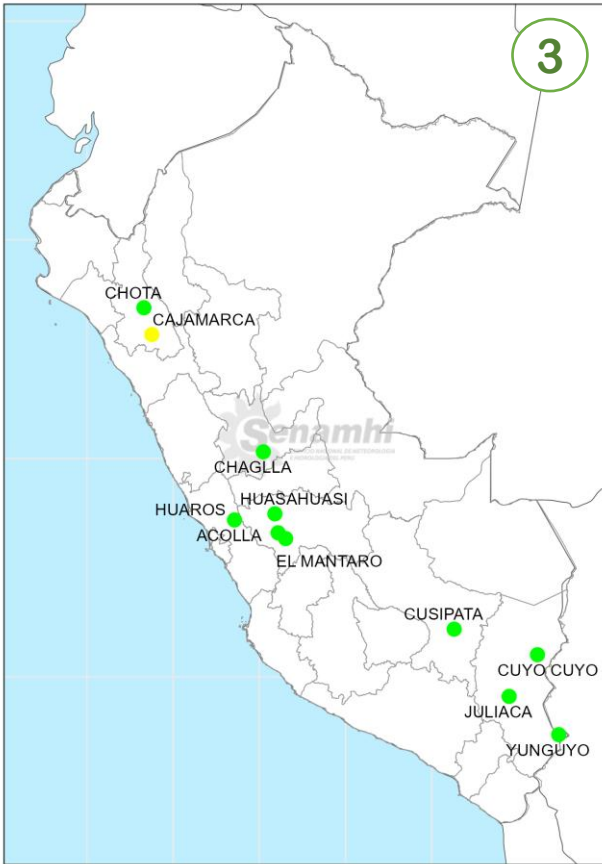 3
CHOTA
CAJAMARCA
Senamhi
CHAGLLA
HUASAHUASI
HUAROS
ACOLLA
EL MANTARO
CUSIPATA
CUYO CUYO
JULIACA
YUNGUYO